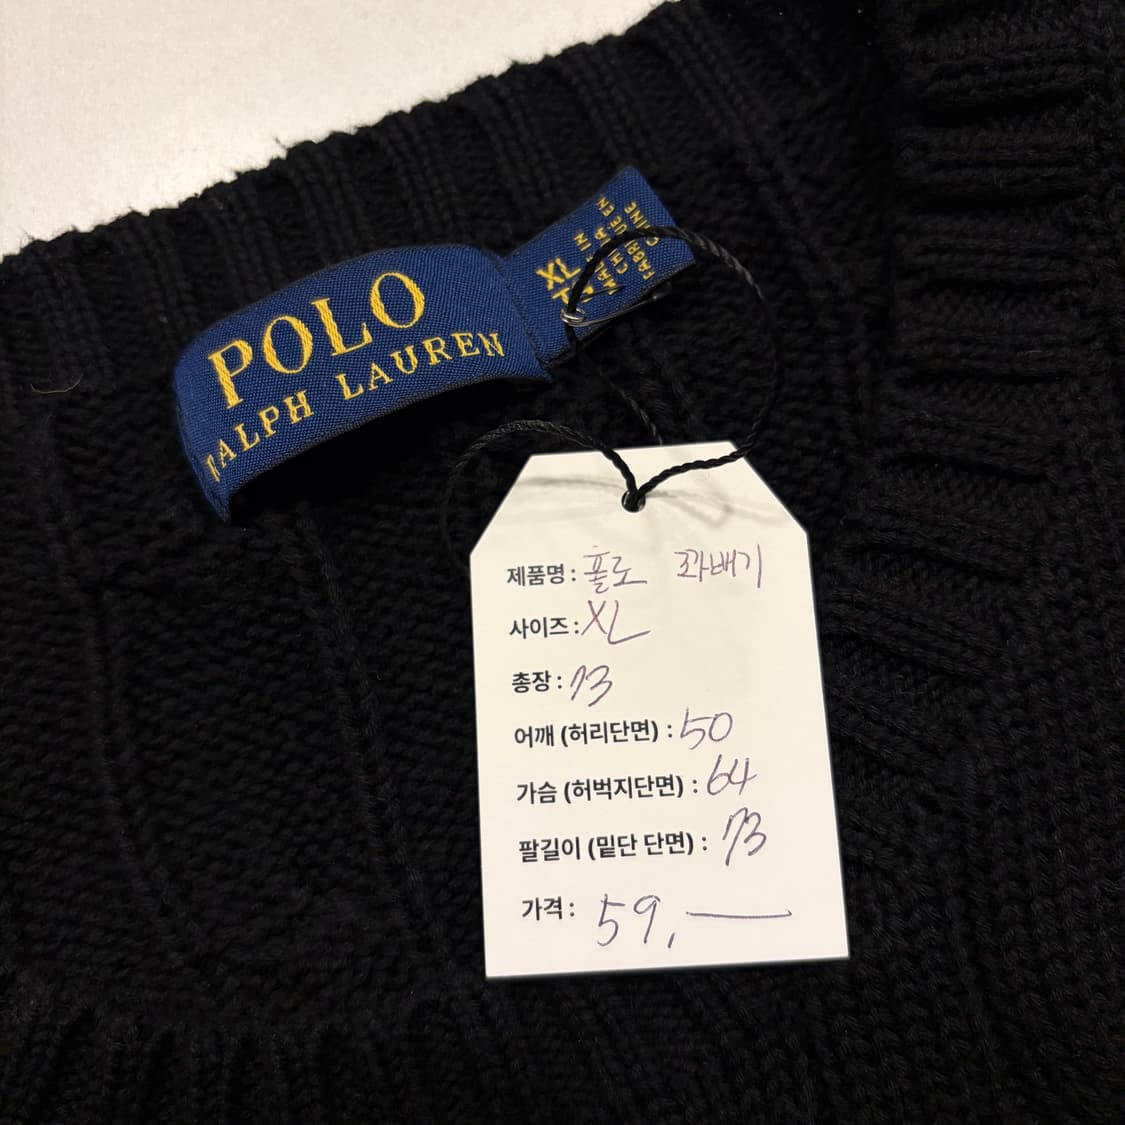 POLO
RALPH LAUREN
XL
제품명 : 폴로 꽈배기
사이즈 : XL
총장 : 73
어깨 (허리단면) : 50
가슴 (허벅지단면) : 64
팔길이 (밑단 단면) : 73
가격 : 59,—